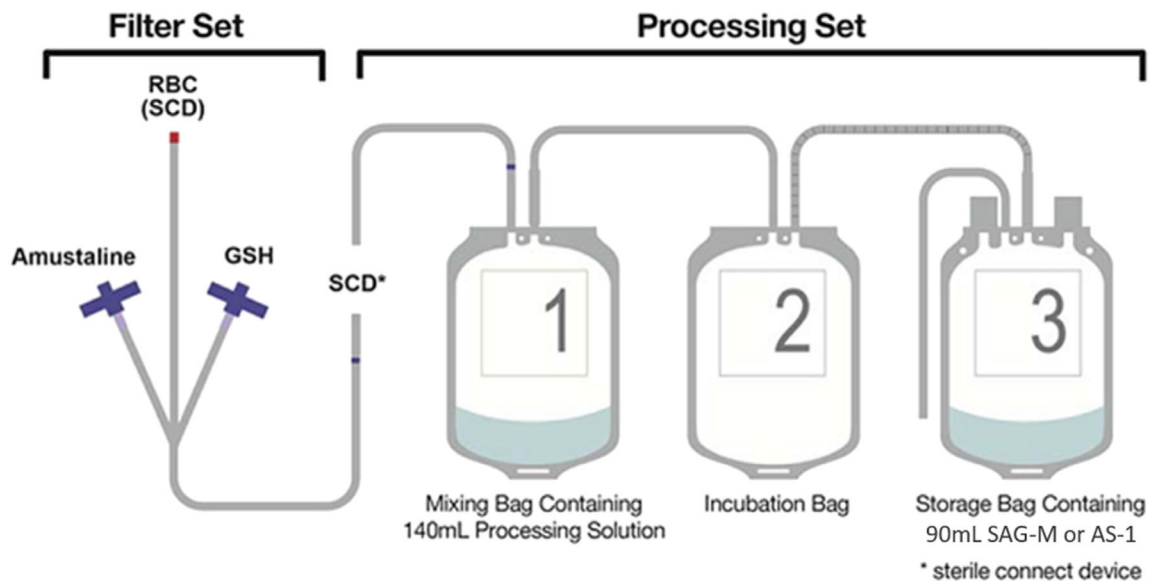 Filter Set
Processing Set
RBC
(SCD)
Amustaline
GSH
SCD*
1
2
3
Mixing Bag Containing
140mL Processing Solution
Incubation Bag
Storage Bag Containing
90mL SAG-M or AS-1
* sterile connect device